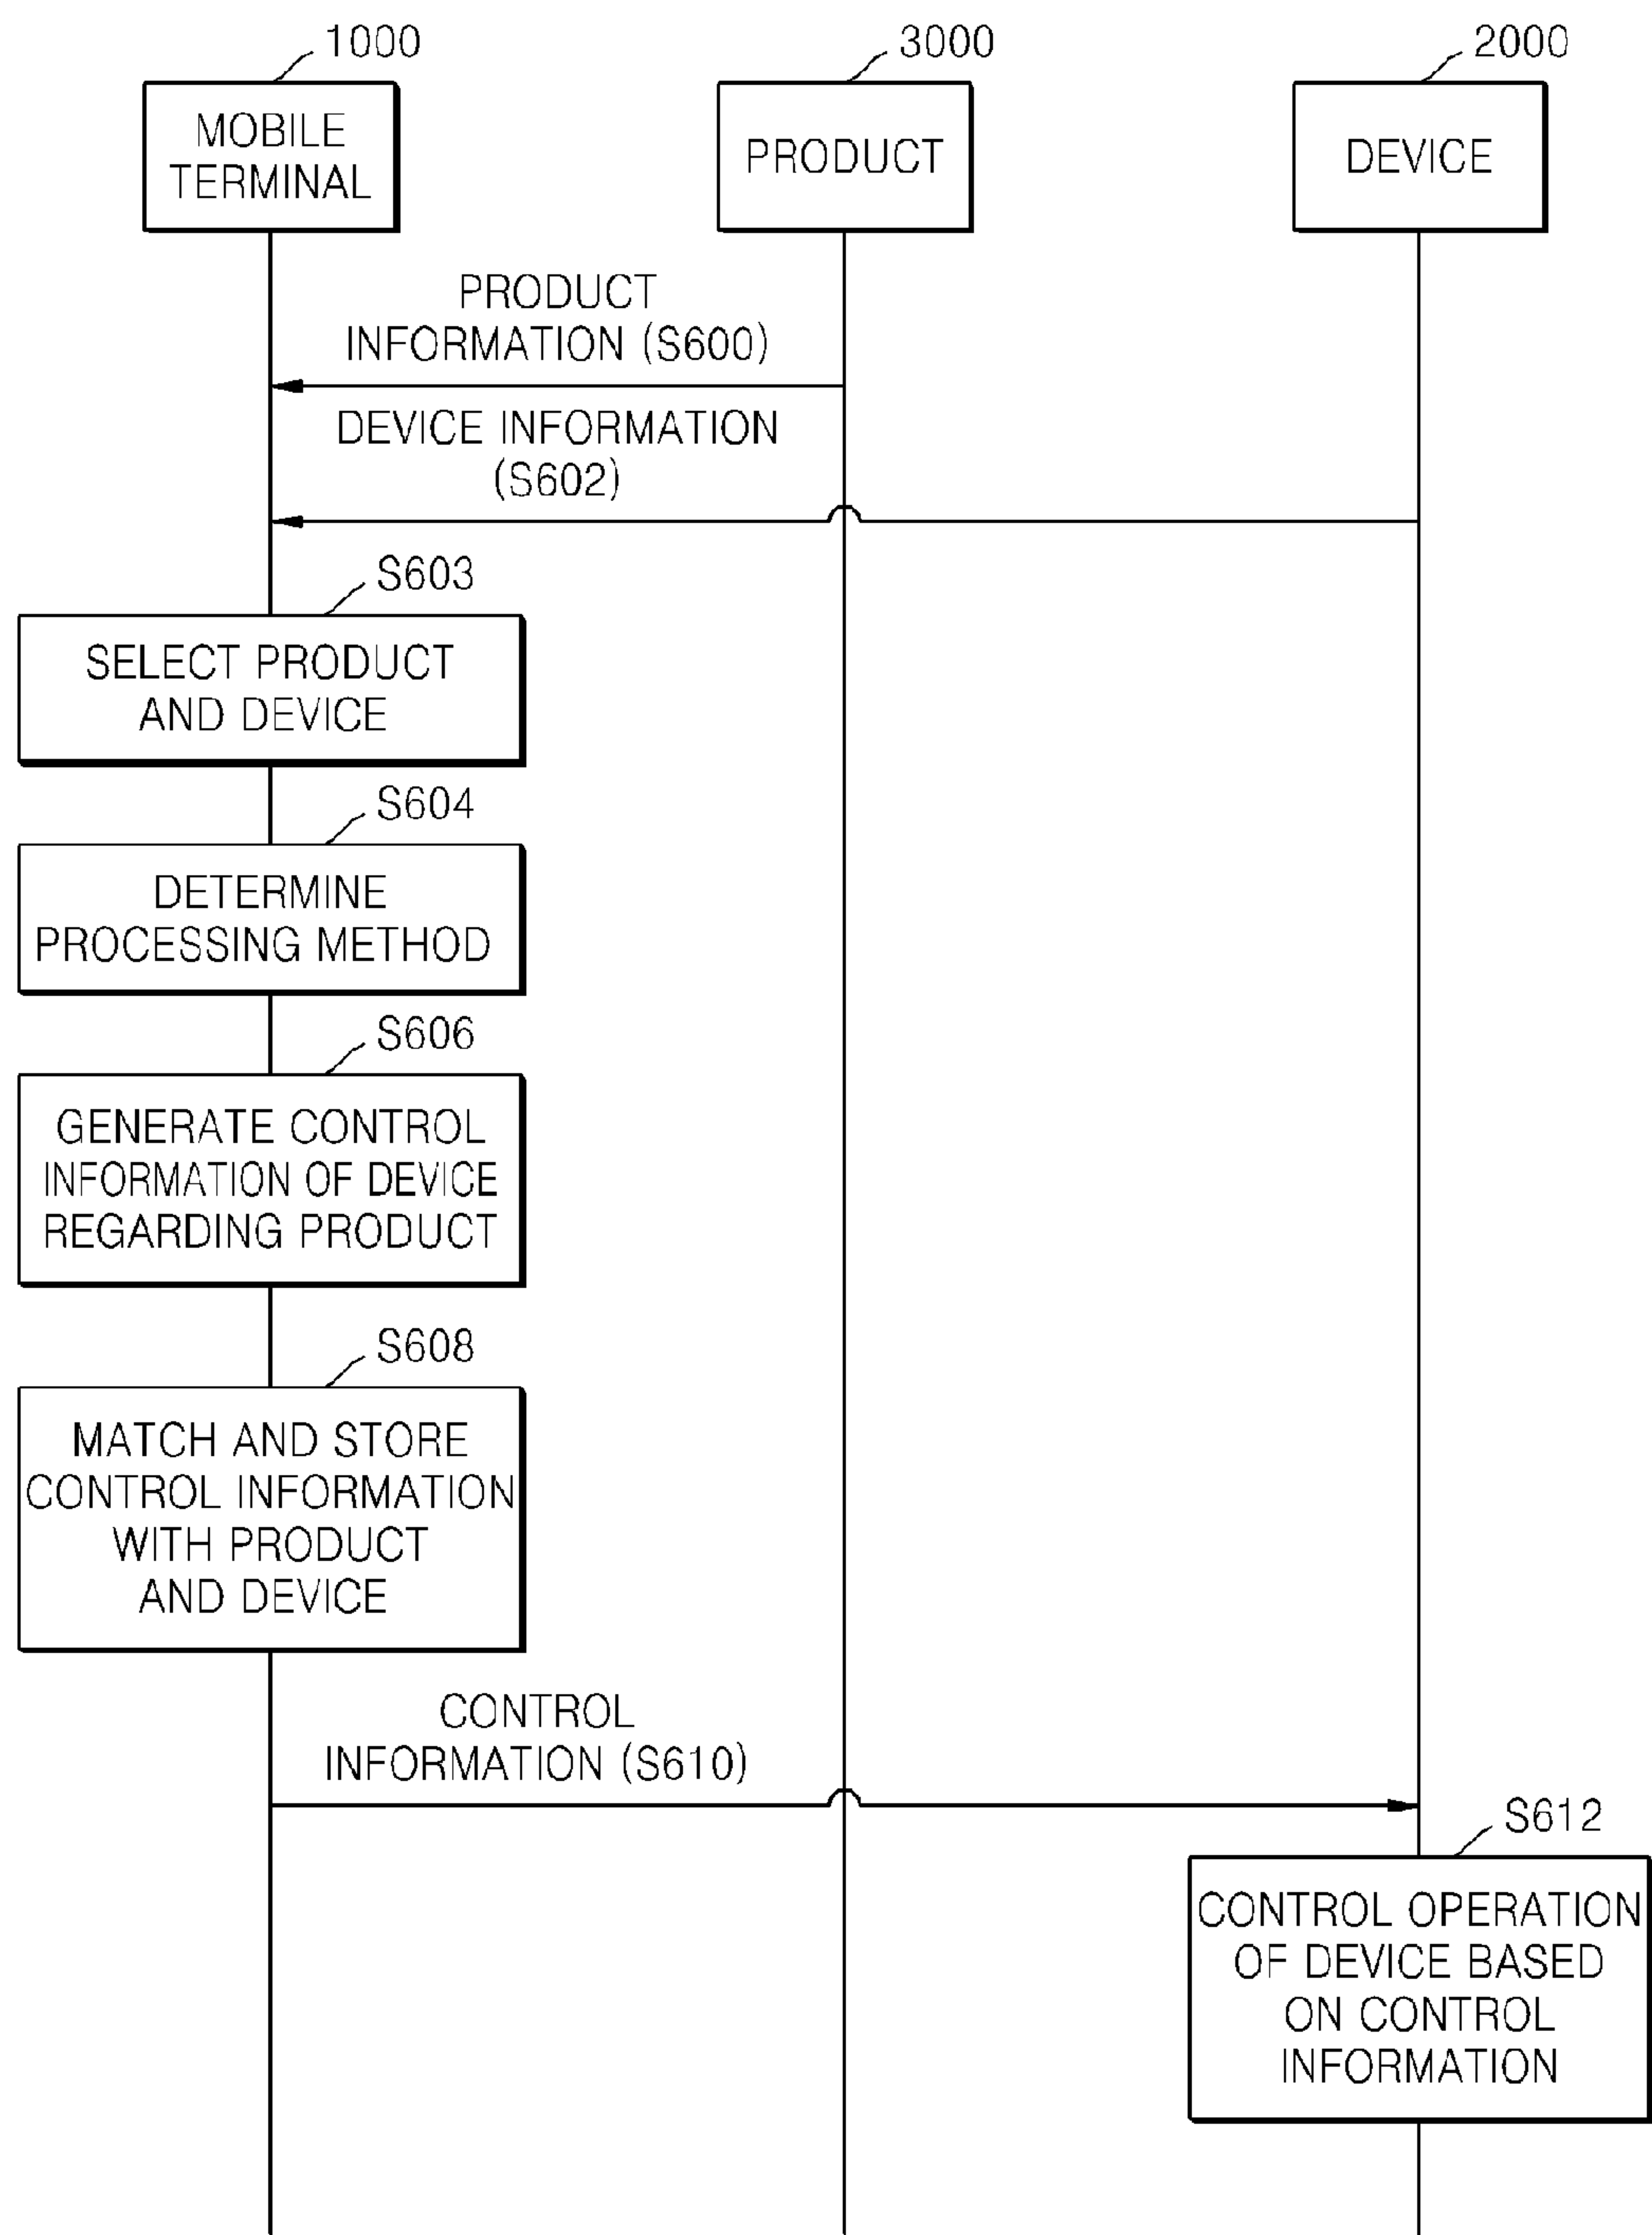 1000
3000
2000
MOBILE
TERMINAL
PRODUCT
DEVICE
PRODUCT
INFORMATION (S600)
DEVICE INFORMATION
(S602)
S603
SELECT PRODUCT
AND DEVICE
S604
DETERMINE
PROCESSING METHOD
S606
GENERATE CONTROL
INFORMATION OF DEVICE
REGARDING PRODUCT
S608
MATCH AND STORE
CONTROL INFORMATION
WITH PRODUCT
AND DEVICE
CONTROL
INFORMATION (S610)
S612
CONTROL OPERATION
OF DEVICE BASED
ON CONTROL
INFORMATION